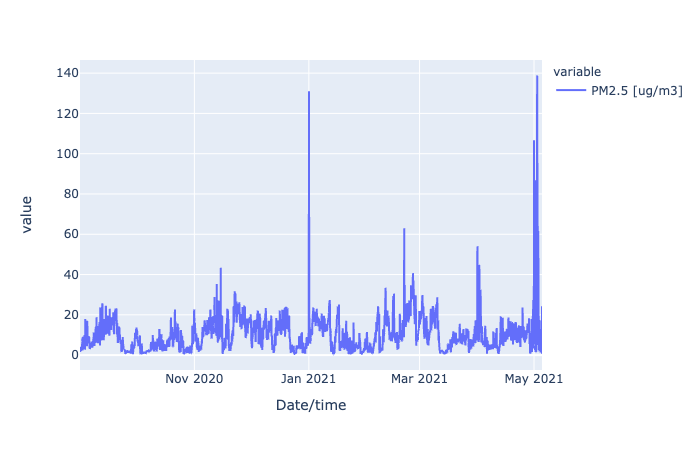 variable
PM2.5 [ug/m3]
value
140
120
100
80
60
40
20
0
Nov 2020
Jan 2021
Mar 2021
May 2021
Date/time